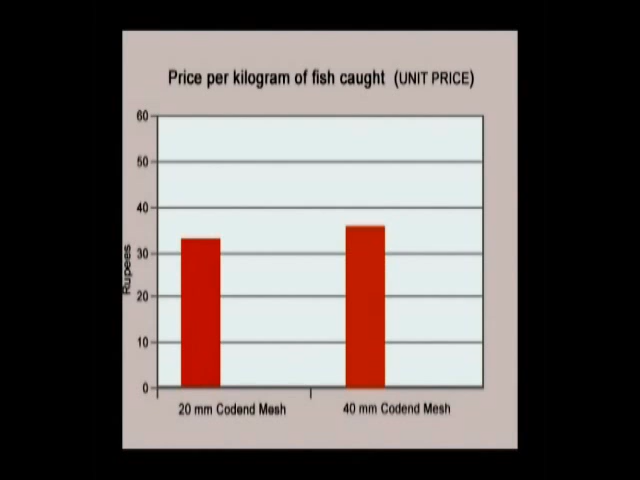 Price per kilogram of fish caught (UNIT PRICE)
60
50
40
30
20
10
0
Rupees
20 mm Codend Mesh
40 mm Codend Mesh